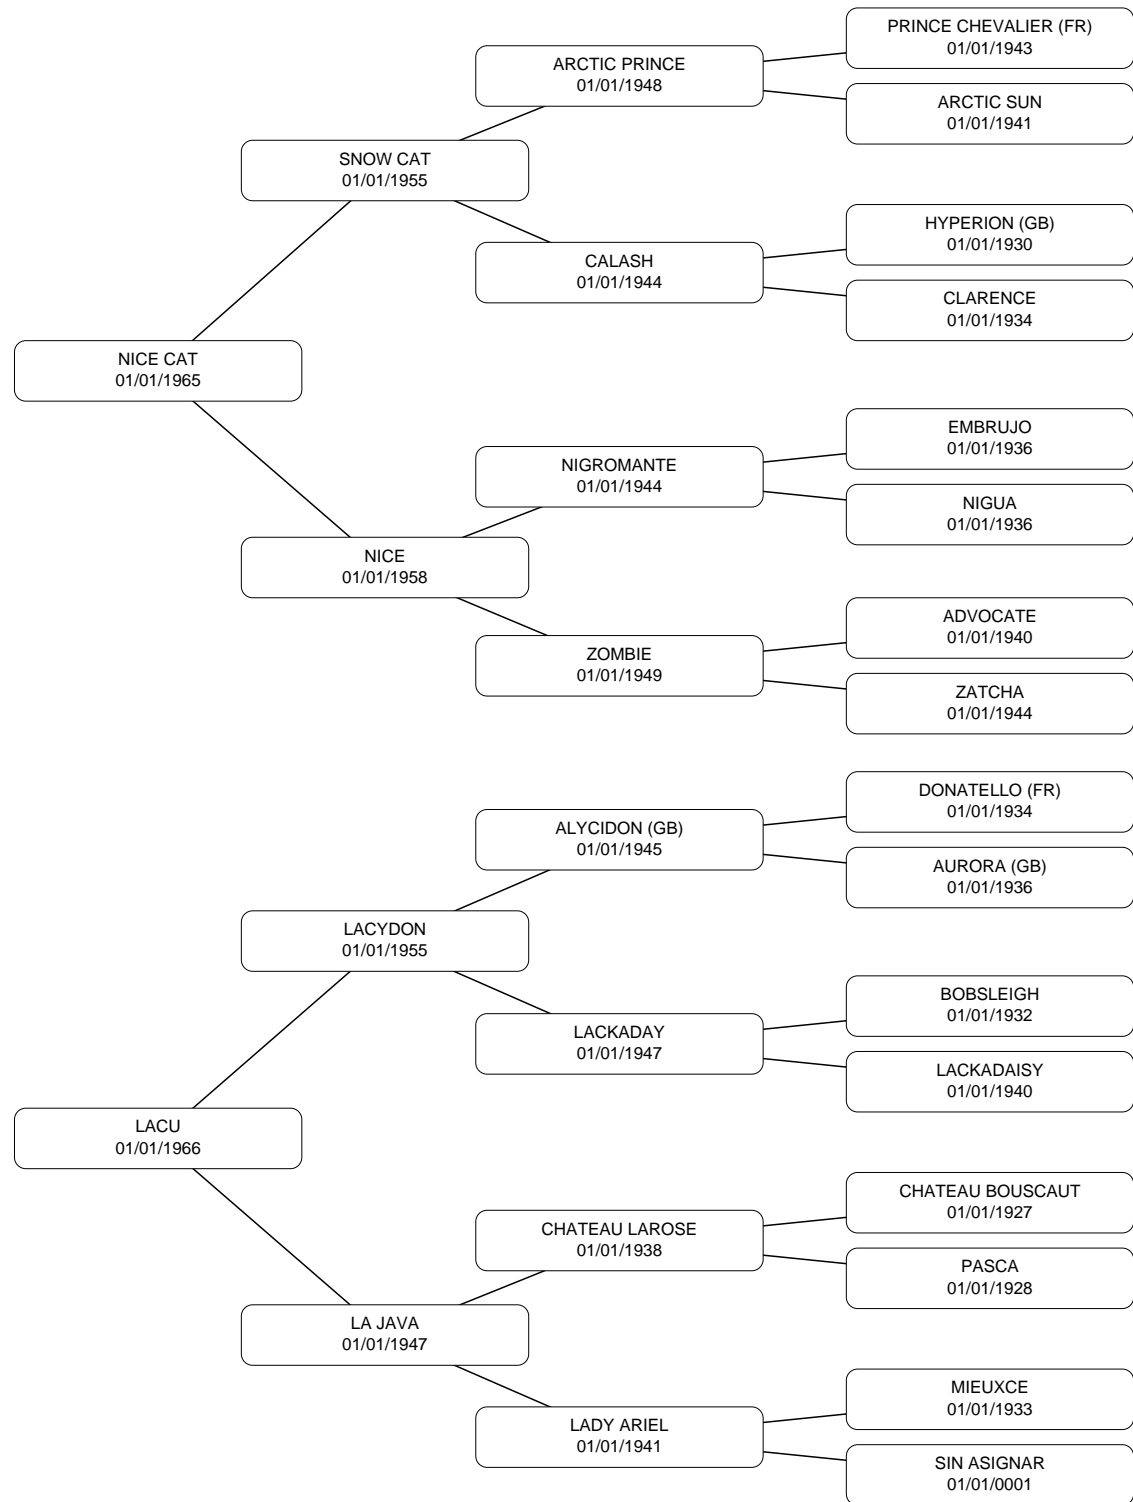 PRINCE CHEVALIER (FR)
01/01/1943
ARCTIC PRINCE
01/01/1948
ARCTIC SUN
01/01/1941
SNOW CAT
01/01/1955
HYPERION (GB)
01/01/1930
CALASH
01/01/1944
CLARENCE
01/01/1934
NICE CAT
01/01/1965
EMBRUJO
01/01/1936
NIGROMANTE
01/01/1944
NIGUA
01/01/1936
NICE
01/01/1958
ADVOCATE
01/01/1940
ZOMBIE
01/01/1949
ZATCHA
01/01/1944
DONATELLO (FR)
01/01/1934
ALYCIDON (GB)
01/01/1945
AURORA (GB)
01/01/1936
LACYDON
01/01/1955
BOBSLEIGH
01/01/1932
LACKADAY
01/01/1947
LACKADAISY
01/01/1940
LACU
01/01/1966
CHATEAU BOUSCAUT
01/01/1927
CHATEAU LAROSE
01/01/1938
PASCA
01/01/1928
LA JAVA
01/01/1947
MIEUXCE
01/01/1933
LADY ARIEL
01/01/1941
SIN ASIGNAR
01/01/0001